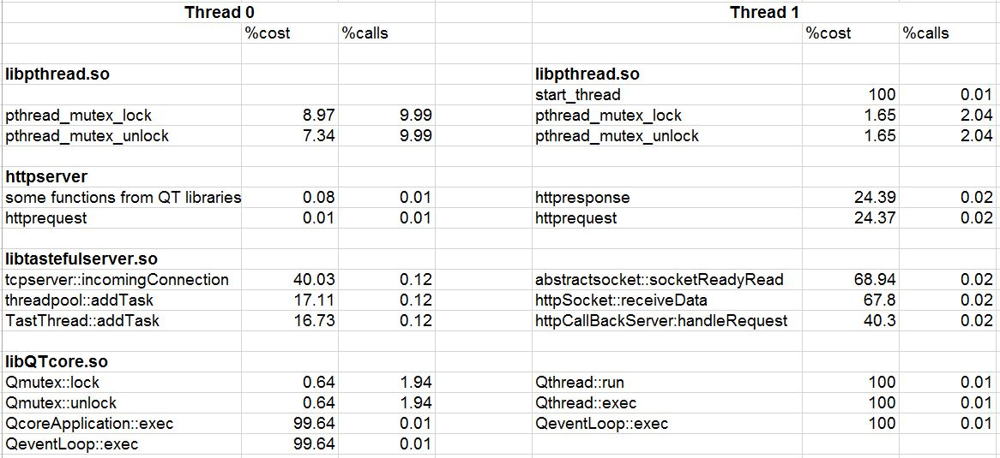 Thread 0 Thread 1
%cost %calls %cost %calls
libpthread.so libpthread.so
start_thread 100 0.01
pthread_mutex_lock 8.97 9.99 pthread_mutex_lock 1.65 2.04
pthread_mutex_unlock 7.34 9.99 pthread_mutex_unlock 1.65 2.04
httpserver
some functions from QT libraries 0.08 0.01 httpresponse 24.39 0.02
httprequest 0.01 0.01 httprequest 24.37 0.02
libtastefulserver.so
tcpserver::incomingConnection 40.03 0.12 abstractsocket::socketReadyRead 68.94 0.02
threadpool::addTask 17.11 0.12 httpSocket::receiveData 67.8 0.02
TastThread::addTask 16.73 0.12 httpCallBackServer:handleRequest 40.3 0.02
libQTcore.so
Qmutex::lock 0.64 1.94 Qthread::run 100 0.01
Qmutex::unlock 0.64 1.94 Qthread::exec 100 0.01
QcoreApplication::exec 99.64 0.01 QeventLoop::exec 100 0.01
QeventLoop::exec 99.64 0.01